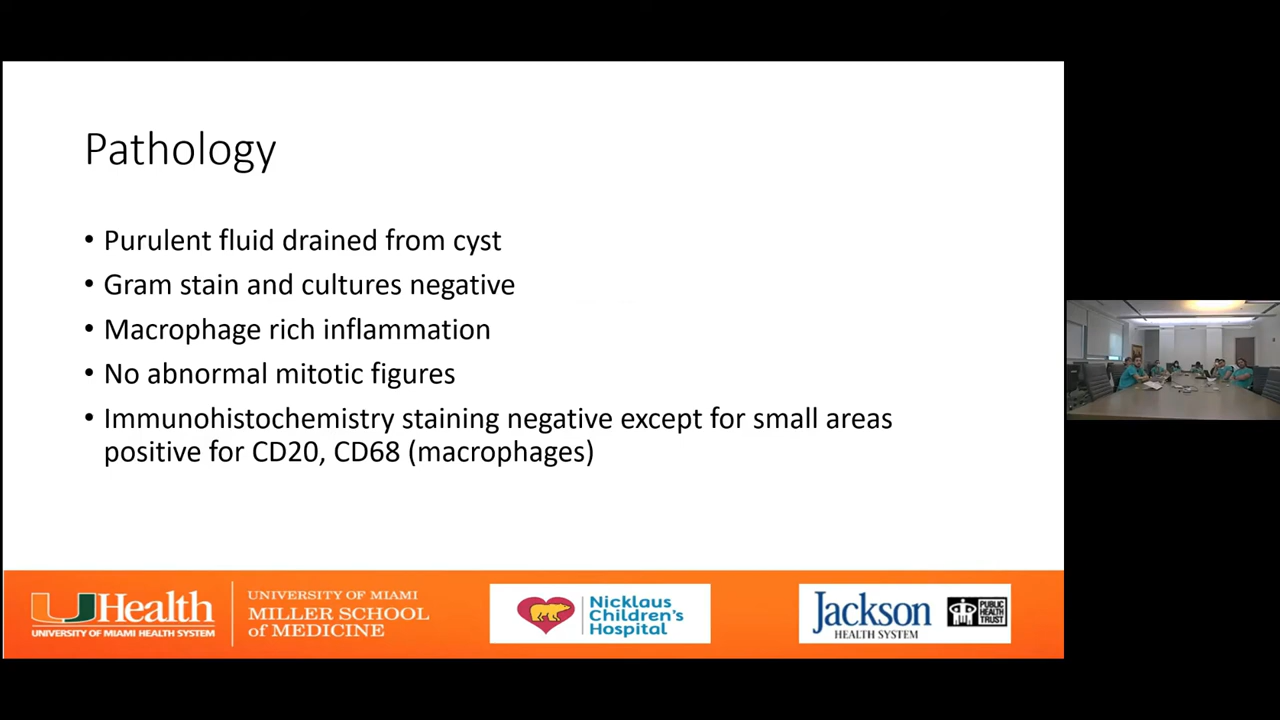 Pathology
• Purulent fluid drained from cyst
• Gram stain and cultures negative
• Macrophage rich inflammation
• No abnormal mitotic figures
• Immunohistochemistry staining negative except for small areas
positive for CD20, CD68 (macrophages)
UHealth
UNIVERSITY OF MIAMI HEALTH SYSTEM
UNIVERSITY OF MIAMI
MILLER SCHOOL
of MEDICINE
Nicklaus
Children's
Hospital
Jackson
HEALTH SYSTEM
PUBLIC
HEALTH
TRUST